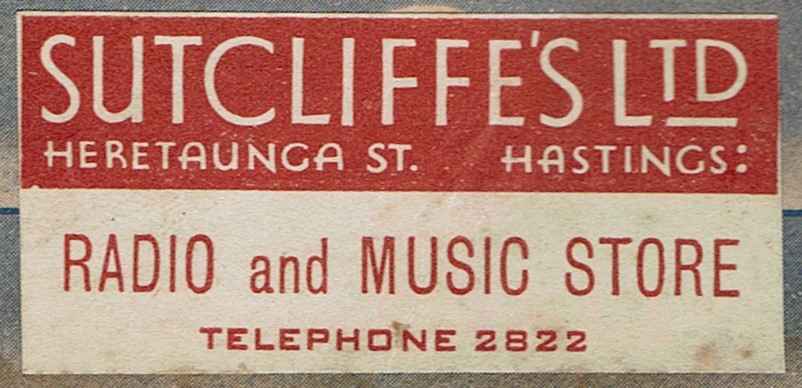 SUTCLIFFE'S LTD
HERETAUNGA ST. HASTINGS:
RADIO and MUSIC STORE
TELEPHONE 2822